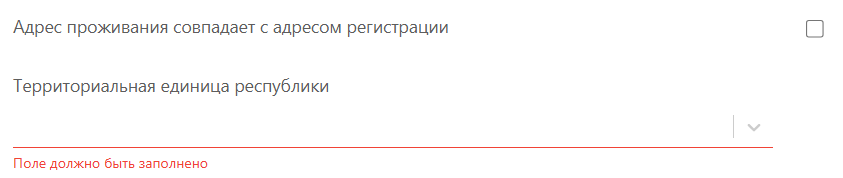 Адрес проживания совпадает с адресом регистрации
Территориальная единица республики
Поле должно быть заполнено